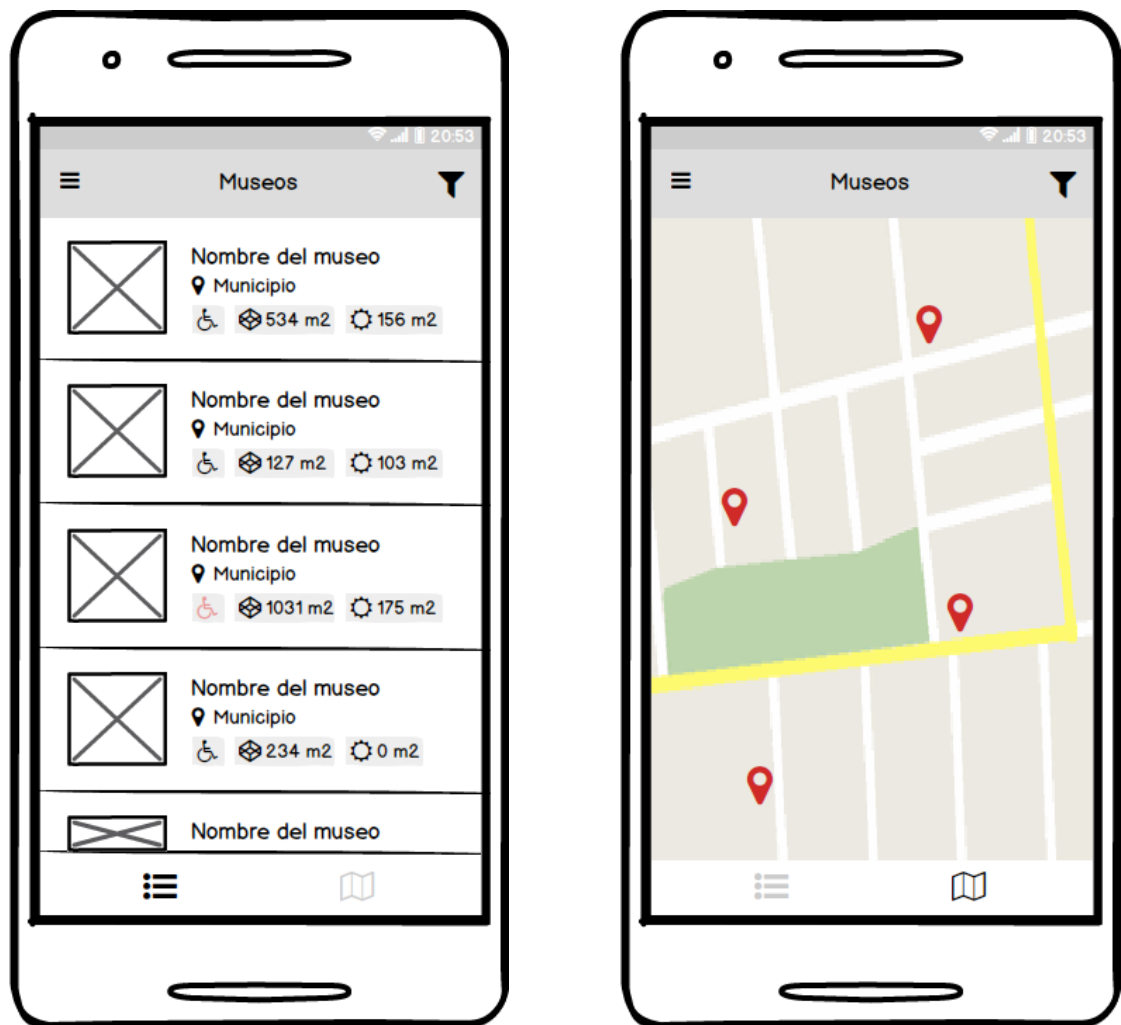 20:53
Museos
Nombre del museo
Municipio
534 m2 156 m2
Nombre del museo
Municipio
127 m2 103 m2
Nombre del museo
Municipio
1031 m2 175 m2
Nombre del museo
Municipio
234 m2 0 m2
Nombre del museo
20:53
Museos